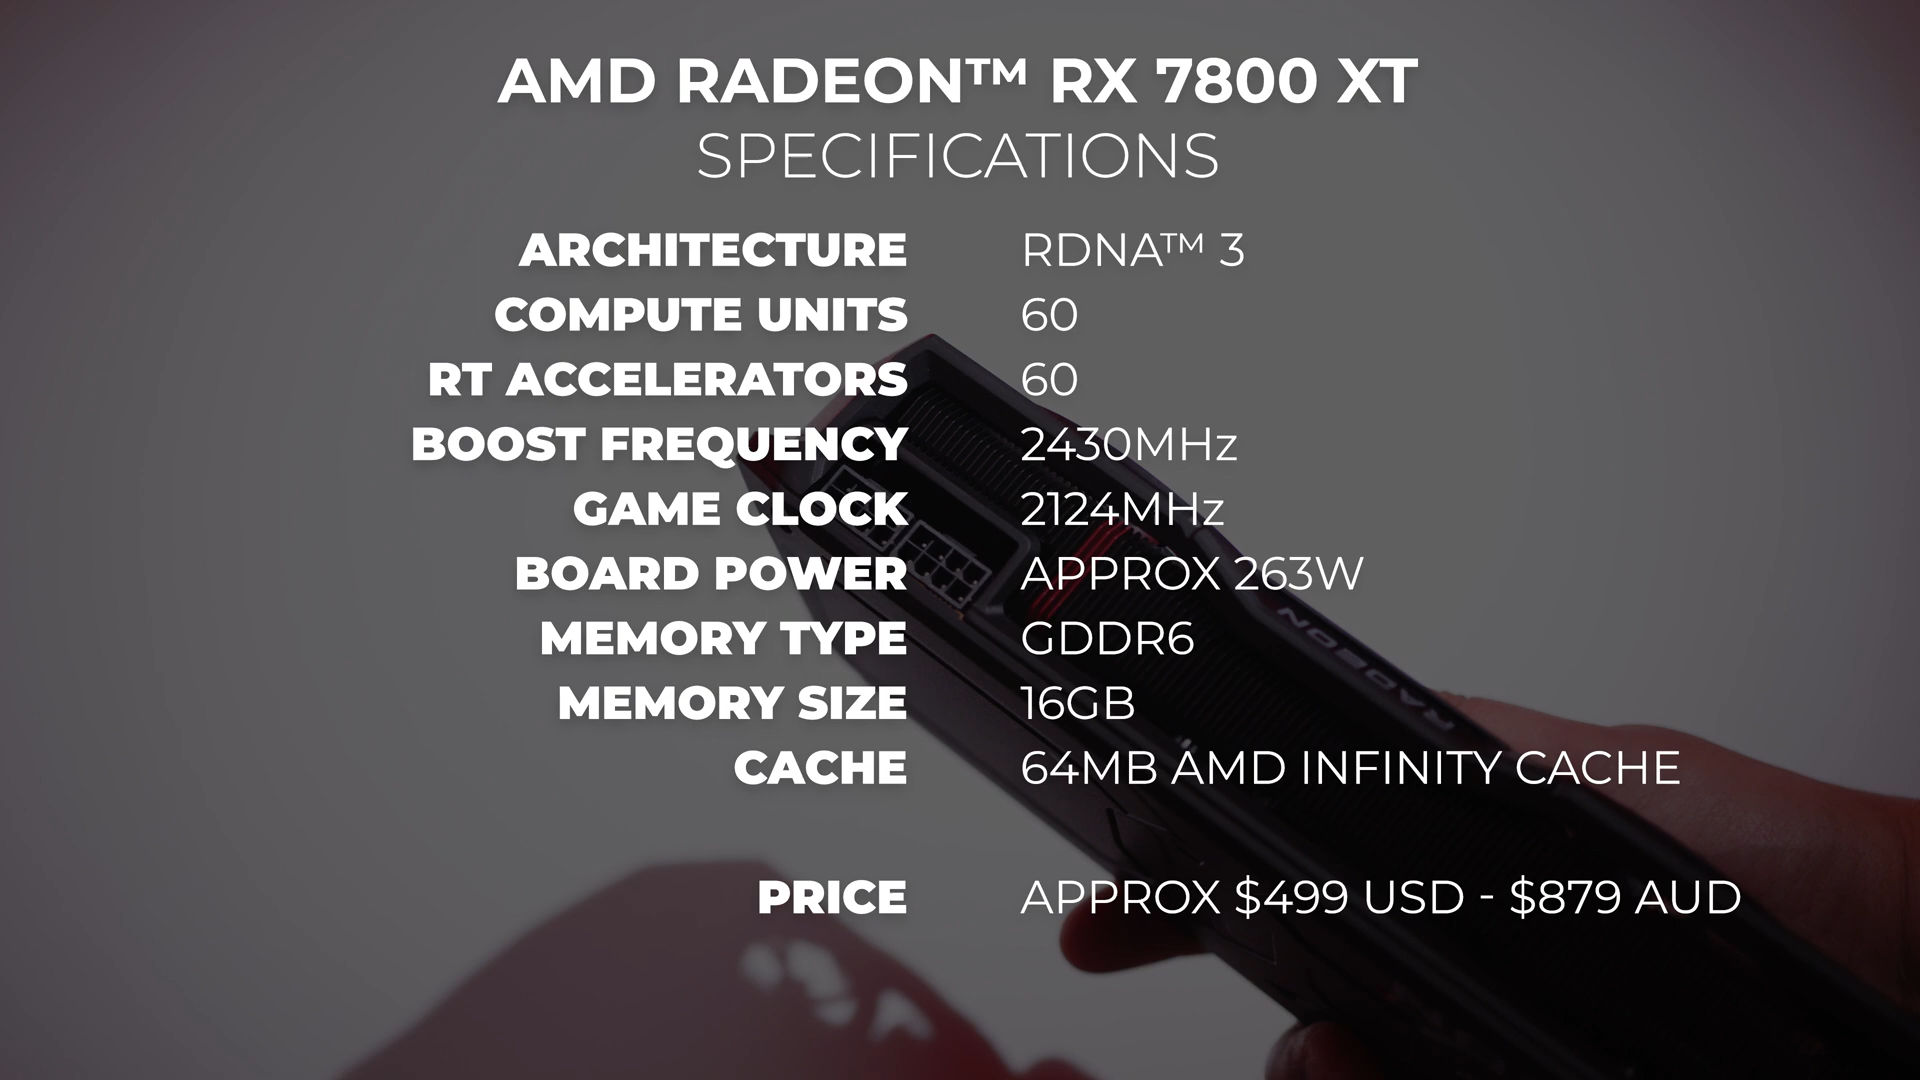 AMD RADEON™ RX 7800 XT
SPECIFICATIONS
ARCHITECTURE RDNA™ 3
COMPUTE UNITS 60
RT ACCELERATORS 60
BOOST FREQUENCY 2430MHz
GAME CLOCK 2124MHz
BOARD POWER APPROX 263W
MEMORY TYPE GDDR6
MEMORY SIZE 16GB
CACHE 64MB AMD INFINITY CACHE
PRICE APPROX $499 USD - $879 AUD
RADEON